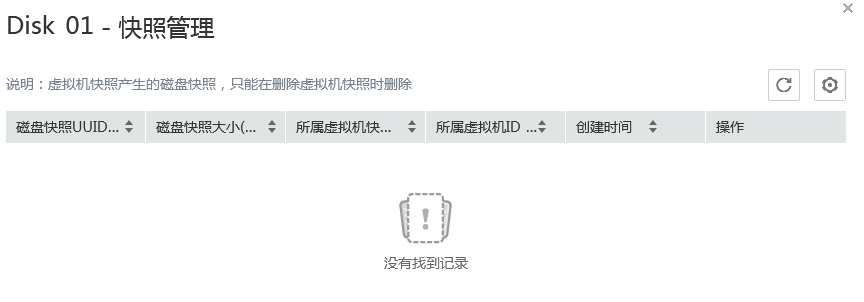 Disk 01 - 快照管理
说明：虚拟机快照产生的磁盘快照，只能在删除虚拟机快照时删除
磁盘快照UUID... 磁盘快照大小(... 所属虚拟机快... 所属虚拟机ID ... 创建时间 操作
没有找到记录